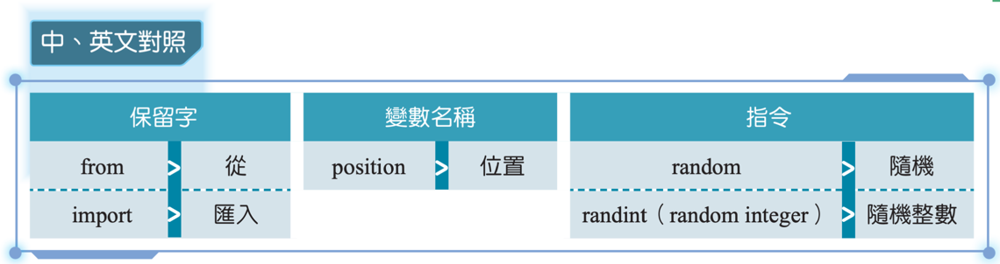 中、英文對照
保留字 變數名稱 指令
from > 從 position > 位置 random > 隨機
import > 匯入 randint（random integer） > 隨機整數